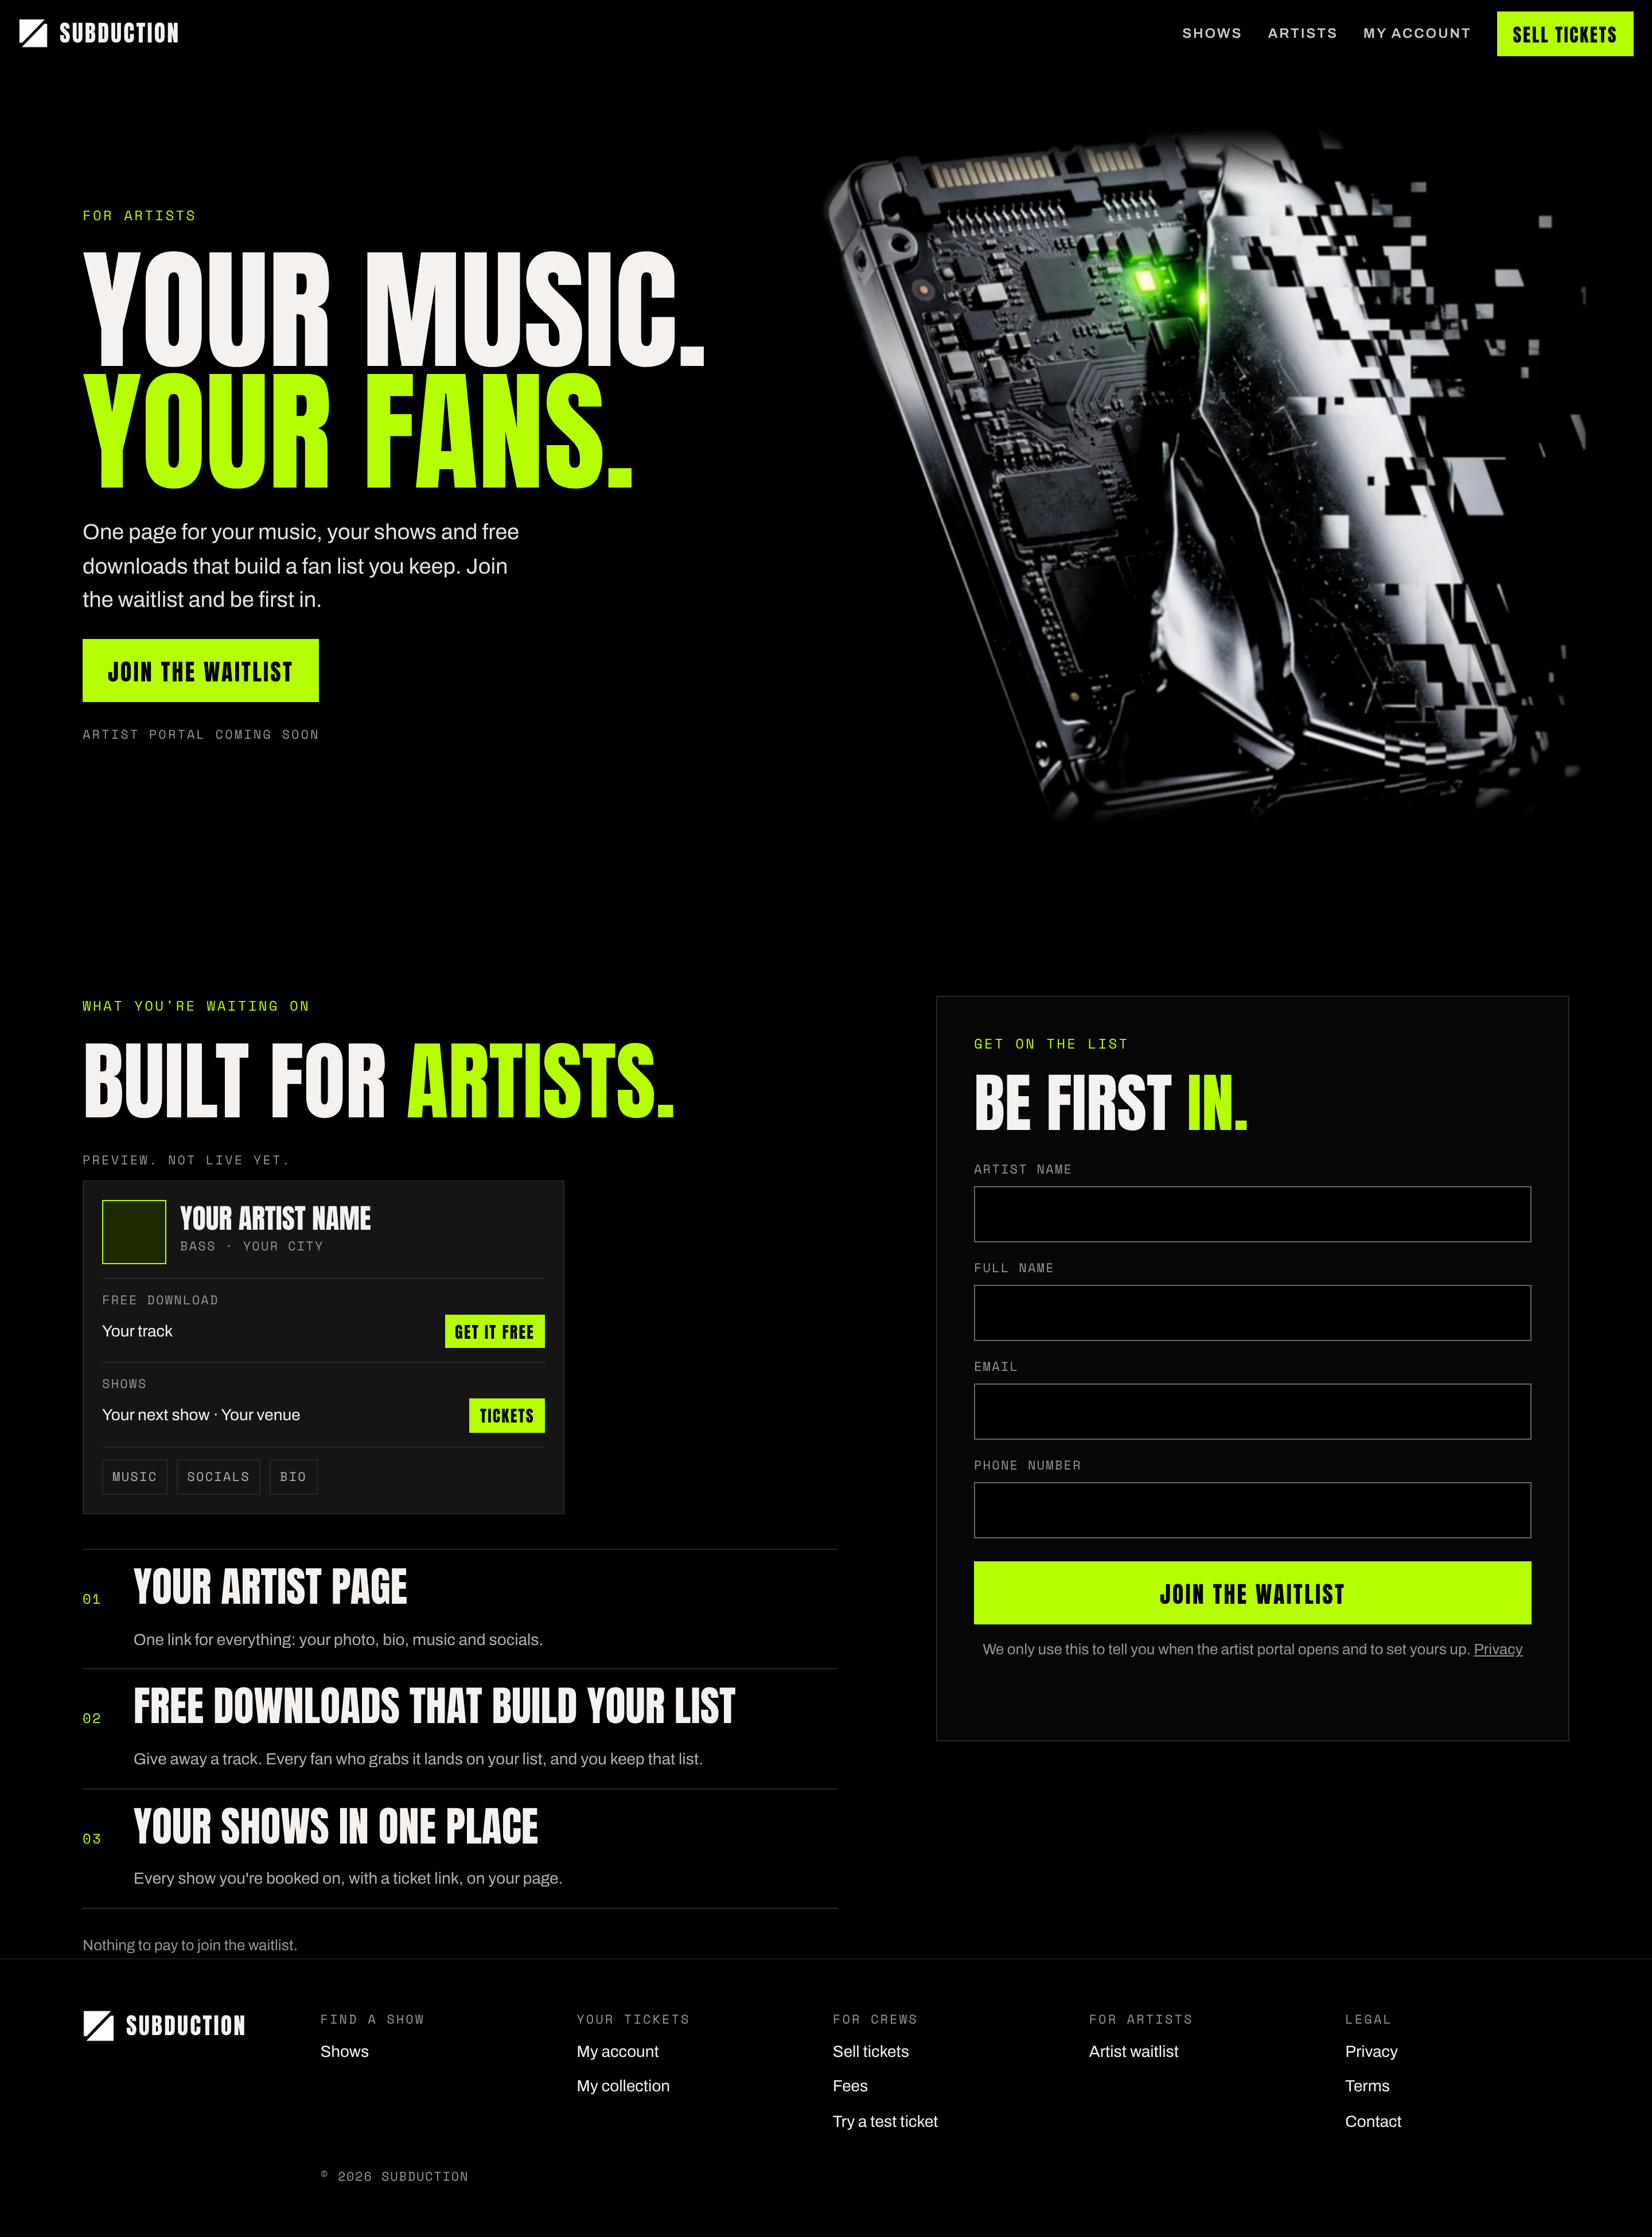 SUBDUCTION
SHOWS
ARTISTS
MY ACCOUNT
SELL TICKETS
FOR ARTISTS
YOUR MUSIC.
YOUR FANS.
One page for your music, your shows and free
downloads that build a fan list you keep. Join
the waitlist and be first in.
JOIN THE WAITLIST
ARTIST PORTAL COMING SOON
WHAT YOU'RE WAITING ON
BUILT FOR ARTISTS.
PREVIEW. NOT LIVE YET.
YOUR ARTIST NAME
BASS · YOUR CITY
FREE DOWNLOAD
Your track
GET IT FREE
SHOWS
Your next show · Your venue
TICKETS
MUSIC
SOCIALS
BIO
01
YOUR ARTIST PAGE
One link for everything: your photo, bio, music and socials.
02
FREE DOWNLOADS THAT BUILD YOUR LIST
Give away a track. Every fan who grabs it lands on your list, and you keep that list.
03
YOUR SHOWS IN ONE PLACE
Every show you're booked on, with a ticket link, on your page.
Nothing to pay to join the waitlist.
GET ON THE LIST
BE FIRST IN.
ARTIST NAME
FULL NAME
EMAIL
PHONE NUMBER
JOIN THE WAITLIST
We only use this to tell you when the artist portal opens and to set yours up. Privacy
SUBDUCTION
FIND A SHOW
Shows
YOUR TICKETS
My account
My collection
FOR CREWS
Sell tickets
Fees
Try a test ticket
FOR ARTISTS
Artist waitlist
LEGAL
Privacy
Terms
Contact
© 2026 SUBDUCTION